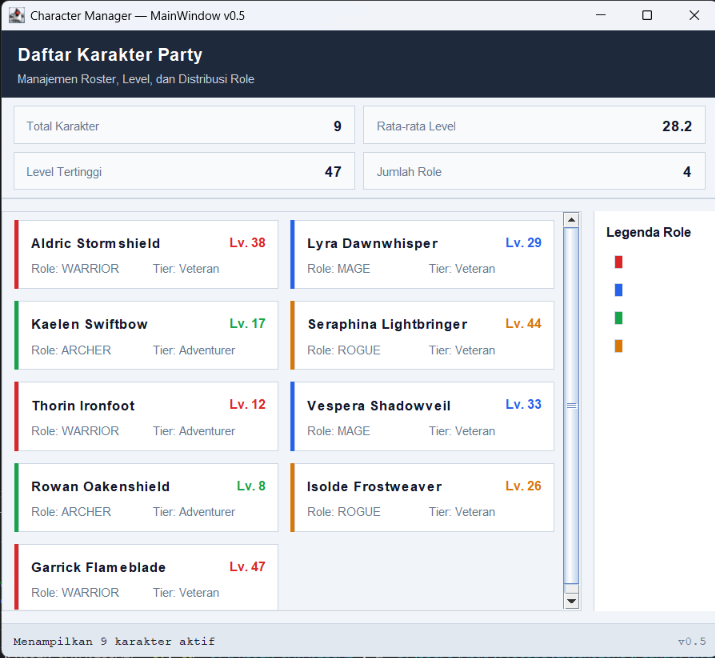 Character Manager — MainWindow v0.5
Daftar Karakter Party
Manajemen Roster, Level, dan Distribusi Role
Total Karakter 9
Rata-rata Level 28.2
Level Tertinggi 47
Jumlah Role 4
Aldric Stormshield Lv. 38
Role: WARRIOR Tier: Veteran
Lyra Dawnwhisper Lv. 29
Role: MAGE Tier: Veteran
Kaelen Swiftbow Lv. 17
Role: ARCHER Tier: Adventurer
Seraphina Lightbringer Lv. 44
Role: ROGUE Tier: Veteran
Thorin Ironfoot Lv. 12
Role: WARRIOR Tier: Adventurer
Vespera Shadowveil Lv. 33
Role: MAGE Tier: Veteran
Rowan Oakenshield Lv. 8
Role: ARCHER Tier: Adventurer
Isolde Frostweaver Lv. 26
Role: ROGUE Tier: Veteran
Garrick Flameblade Lv. 47
Role: WARRIOR Tier: Veteran
Legenda Role
Menampilkan 9 karakter aktif
v0.5